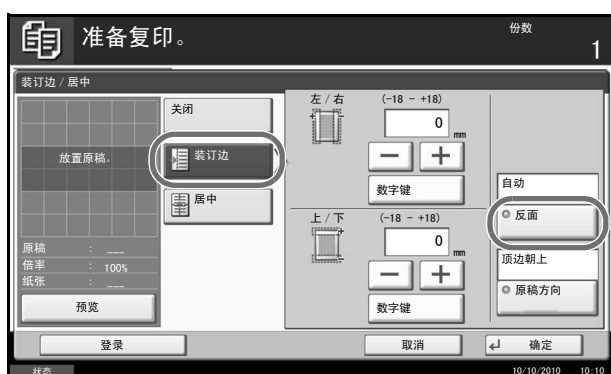 准备复印。
份数
1
装订边 / 居中
放置原稿。
原稿 : ___
倍率 : 100%
纸张 : ___
预览
关闭
装订边
居中
左 / 右 (-18 - +18)
0 mm
− +
数字键
上 / 下 (-18 - +18)
0 mm
− +
数字键
自动
反面
顶边朝上
原稿方向
登录
取消
确定
状态
10/10/2010 10:10